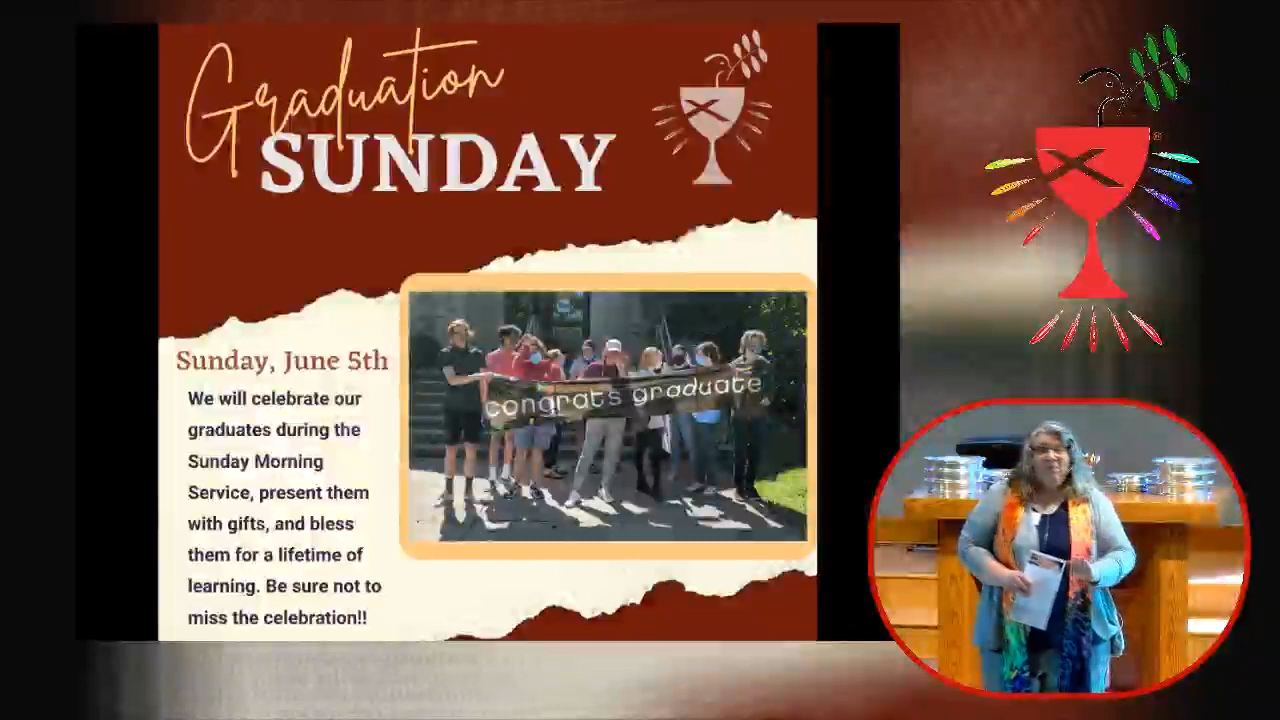 Graduation
SUNDAY
Sunday, June 5th
We will celebrate our
graduates during the
Sunday Morning
Service, present them
with gifts, and bless
them for a lifetime of
learning. Be sure not to
miss the celebration!!
congrats graduate